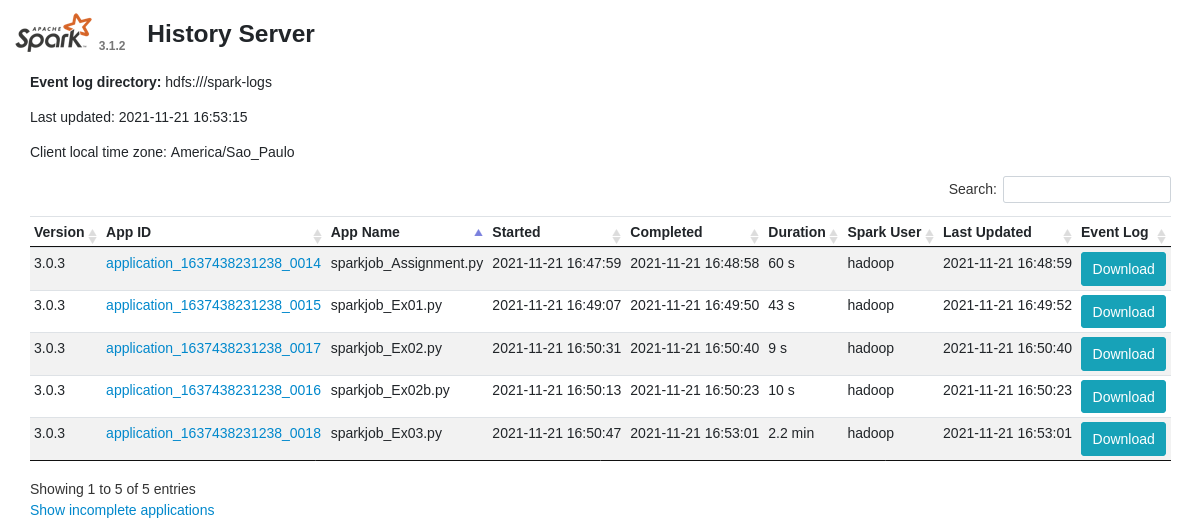 APACHE Spark 3.1.2 History Server
Event log directory: hdfs:///spark-logs
Last updated: 2021-11-21 16:53:15
Client local time zone: America/Sao_Paulo
Search:
Version App ID App Name Started Completed Duration Spark User Last Updated Event Log
3.0.3 application_1637438231238_0014 sparkjob_Assignment.py 2021-11-21 16:47:59 2021-11-21 16:48:58 60 s hadoop 2021-11-21 16:48:59 Download
3.0.3 application_1637438231238_0015 sparkjob_Ex01.py 2021-11-21 16:49:07 2021-11-21 16:49:50 43 s hadoop 2021-11-21 16:49:52 Download
3.0.3 application_1637438231238_0017 sparkjob_Ex02.py 2021-11-21 16:50:31 2021-11-21 16:50:40 9 s hadoop 2021-11-21 16:50:40 Download
3.0.3 application_1637438231238_0016 sparkjob_Ex02b.py 2021-11-21 16:50:13 2021-11-21 16:50:23 10 s hadoop 2021-11-21 16:50:23 Download
3.0.3 application_1637438231238_0018 sparkjob_Ex03.py 2021-11-21 16:50:47 2021-11-21 16:53:01 2.2 min hadoop 2021-11-21 16:53:01 Download
Showing 1 to 5 of 5 entries
Show incomplete applications